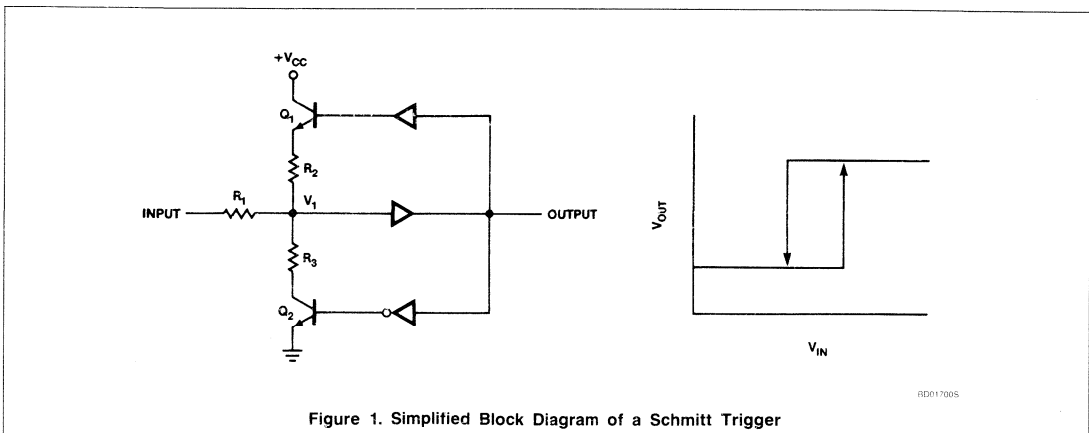 +VCC
Q1
R2
R1
V1
INPUT
OUTPUT
R3
Q2
VOUT
VIN
BD01700S
Figure 1. Simplified Block Diagram of a Schmitt Trigger